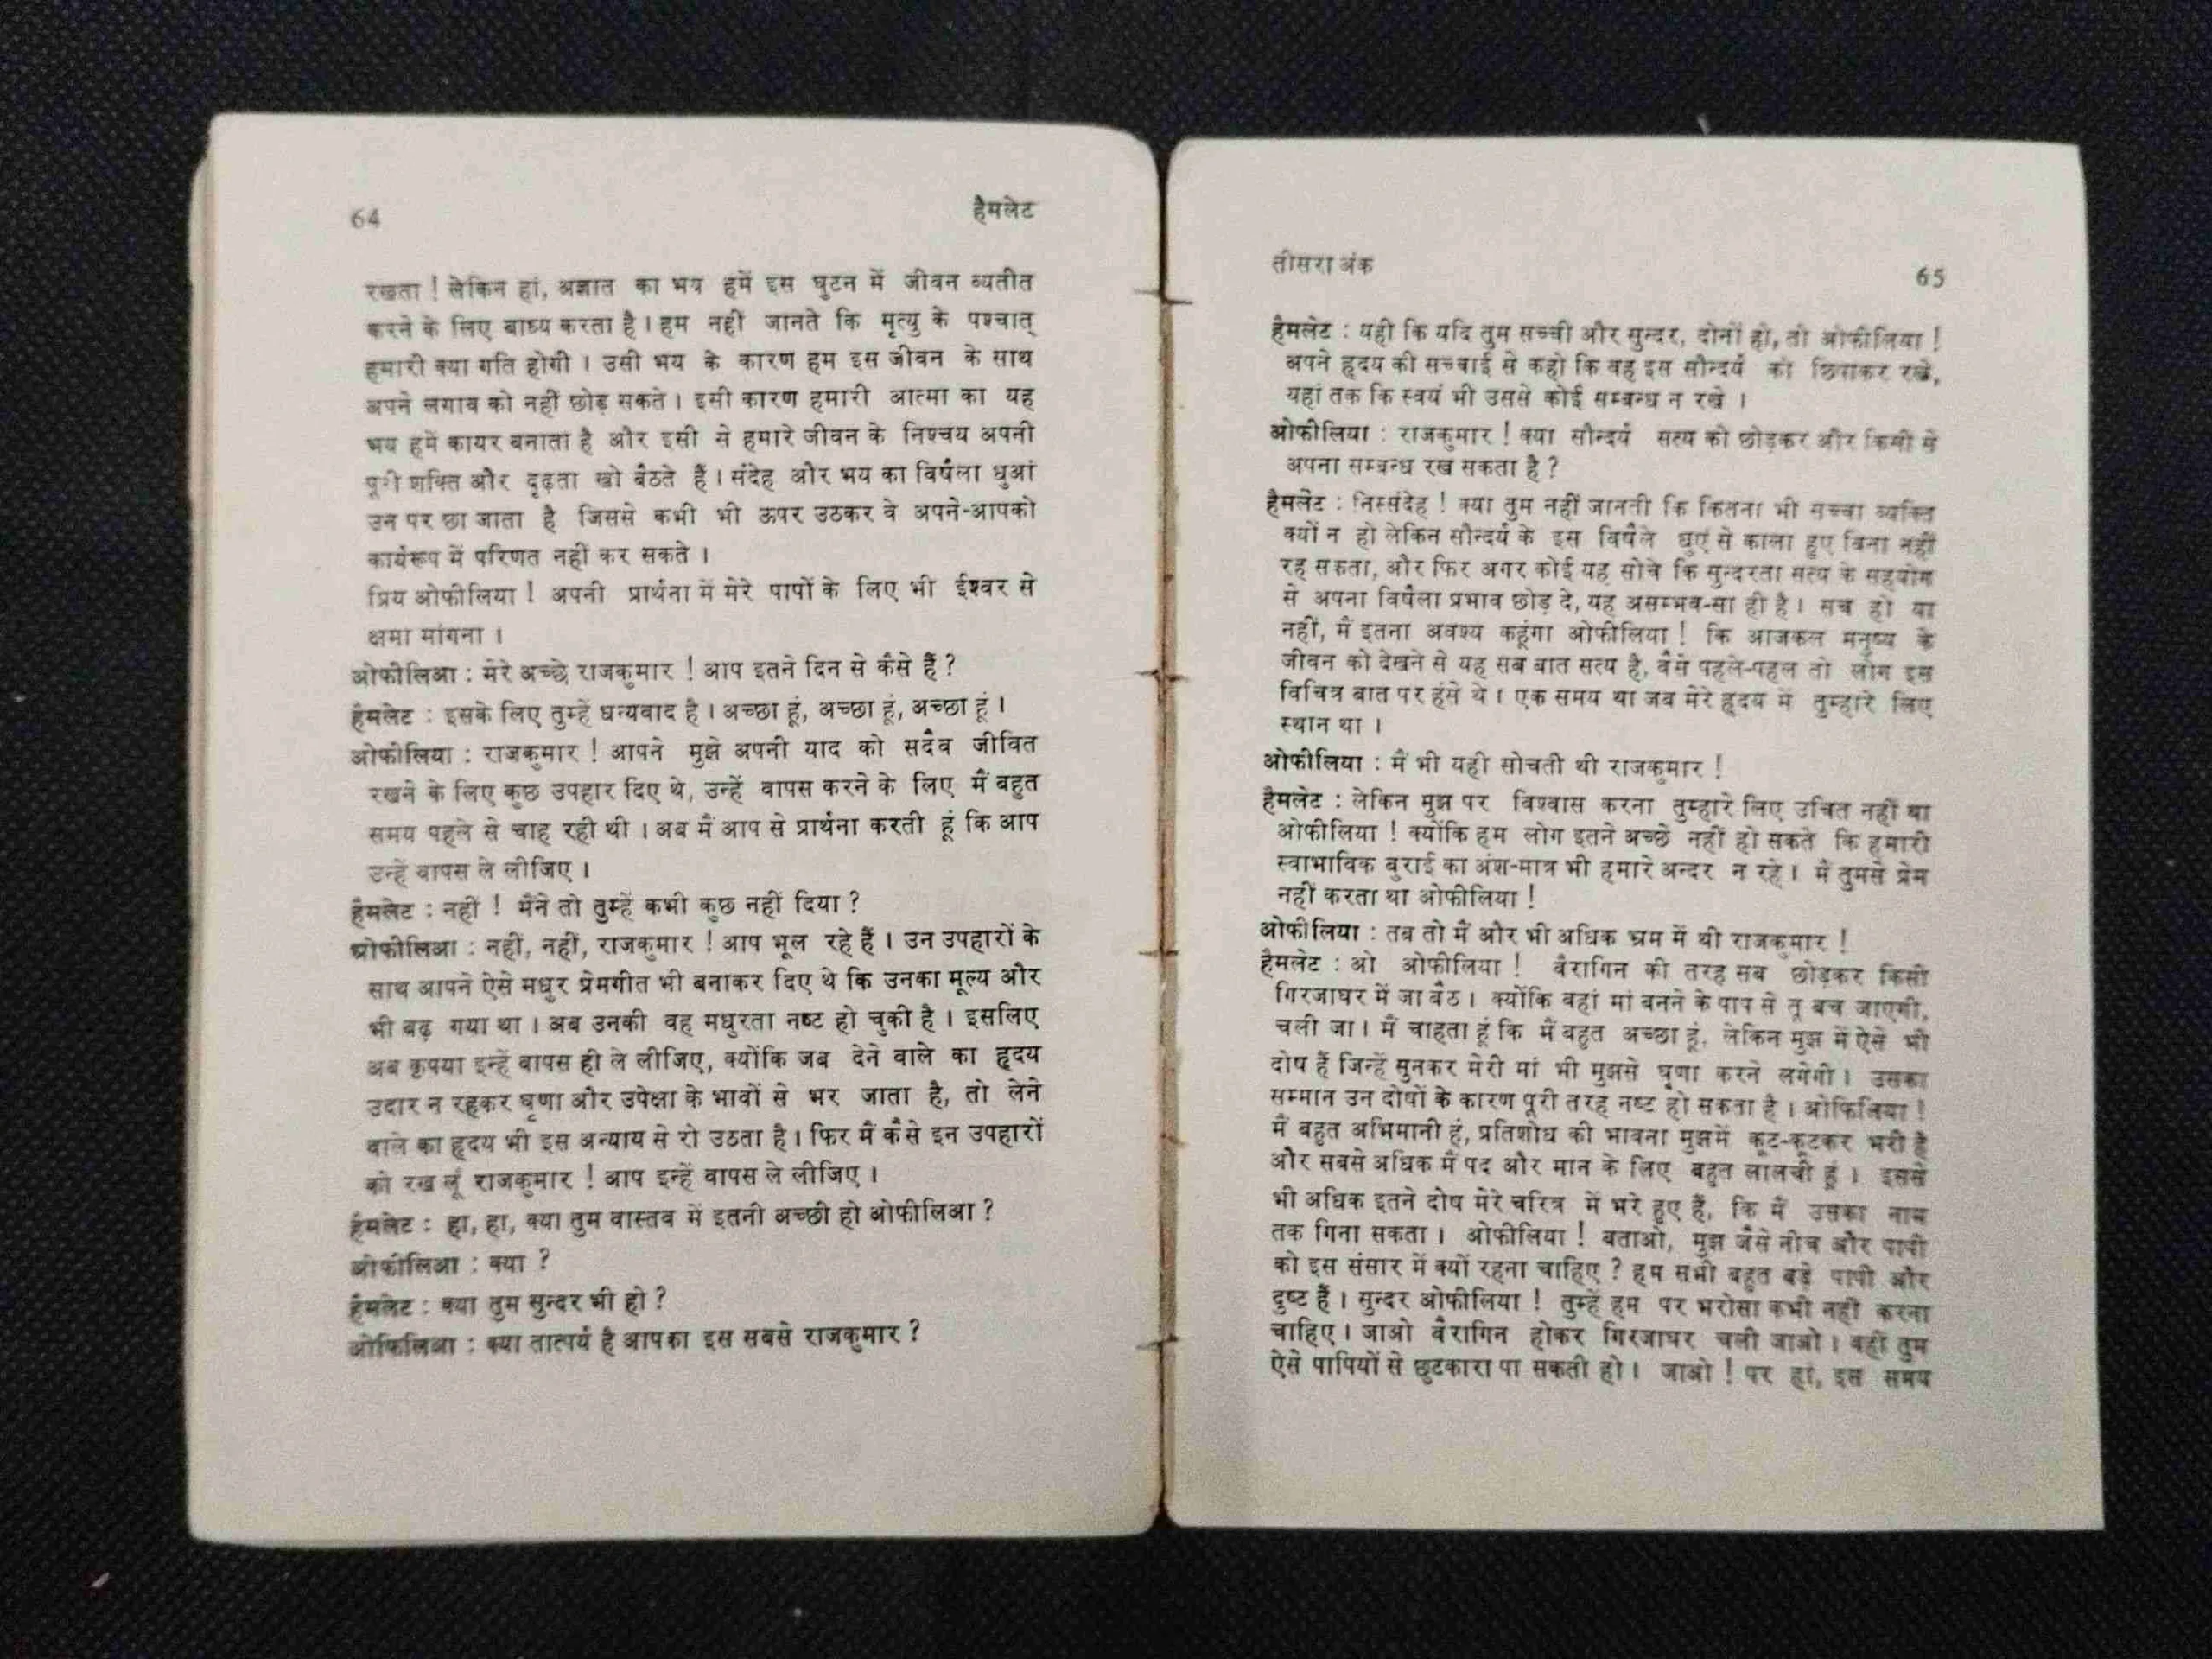 64
हैमलेट
रखता ! लेकिन हां, अज्ञात का भय हमें इस घुटन में जीवन व्यतीत
करने के लिए बाध्य करता है । हम नहीं जानते कि मृत्यु के पश्चात्
हमारी क्या गति होगी । उसी भय के कारण हम इस जीवन के साथ
अपने लगाव को नहीं छोड़ सकते । इसी कारण हमारी आत्मा का यह
भय हमें कायर बनाता है और इसी से हमारे जीवन के निश्चय अपनी
पूरी शक्ति और दृढ़ता खो बैठते हैं । संदेह और भय का विषैला धुआं
उन पर छा जाता है जिससे कभी भी ऊपर उठकर वे अपने-आपको
कार्यरूप में परिणत नहीं कर सकते ।
प्रिय ओफीलिया ! अपनी प्रार्थना में मेरे पापों के लिए भी ईश्वर से
क्षमा मांगना ।
ओफीलिआ : मेरे अच्छे राजकुमार ! आप इतने दिन से कैसे हैं ?
हैमलेट : इसके लिए तुम्हें धन्यवाद है । अच्छा हूं, अच्छा हूं, अच्छा हूं ।
ओफीलिया : राजकुमार ! आपने मुझे अपनी याद को सदैव जीवित
रखने के लिए कुछ उपहार दिए थे, उन्हें वापस करने के लिए मैं बहुत
समय पहले से चाह रही थी । अब मैं आप से प्रार्थना करती हूं कि आप
उन्हें वापस ले लीजिए ।
हैमलेट : नहीं ! मैंने तो तुम्हें कभी कुछ नहीं दिया ?
ओफीलिआ : नहीं, नहीं, राजकुमार ! आप भूल रहे हैं । उन उपहारों के
साथ आपने ऐसे मधुर प्रेमगीत भी बनाकर दिए थे कि उनका मूल्य और
भी बढ़ गया था । अब उनकी वह मधुरता नष्ट हो चुकी है । इसलिए
अब कृपया इन्हें वापस ही ले लीजिए, क्योंकि जब देने वाले का हृदय
उदार न रहकर घृणा और उपेक्षा के भावों से भर जाता है, तो लेने
वाले का हृदय भी इस अन्याय से रो उठता है । फिर मैं कैसे इन उपहारों
को रख लूं राजकुमार ! आप इन्हें वापस ले लीजिए ।
हैमलेट : हा, हा, क्या तुम वास्तव में इतनी अच्छी हो ओफीलिआ ?
ओफीलिआ : क्या ?
हैमलेट : क्या तुम सुन्दर भी हो ?
ओफिलिआ : क्या तात्पर्य है आपका इस सबसे राजकुमार ?
तीसरा अंक
65
हैमलेट : यही कि यदि तुम सच्ची और सुन्दर, दोनों हो, तो ओफीलिया !
अपने हृदय की सच्चाई से कहो कि वह इस सौन्दर्य को छिपाकर रखे,
यहां तक कि स्वयं भी उससे कोई सम्बन्ध न रखे ।
ओफीलिया : राजकुमार ! क्या सौन्दर्य सत्य को छोड़कर और किसी से
अपना सम्बन्ध रख सकता है ?
हैमलेट : निस्संदेह ! क्या तुम नहीं जानती कि कितना भी सच्चा व्यक्ति
क्यों न हो लेकिन सौन्दर्य के इस विषैले धुएं से काला हुए बिना नहीं
रह सकता, और फिर अगर कोई यह सोचे कि सुन्दरता सत्य के सहयोग
से अपना विषैला प्रभाव छोड़ दे, यह असम्भव-सा ही है । सच हो या
नहीं, मैं इतना अवश्य कहूंगा ओफीलिया ! कि आजकल मनुष्य के
जीवन को देखने से यह सब बात सत्य है, वैसे पहले-पहल तो लोग इस
विचित्र बात पर हंसे थे । एक समय था जब मेरे हृदय में तुम्हारे लिए
स्थान था ।
ओफीलिया : मैं भी यही सोचती थी राजकुमार !
हैमलेट : लेकिन मुझ पर विश्वास करना तुम्हारे लिए उचित नहीं था
ओफीलिया ! क्योंकि हम लोग इतने अच्छे नहीं हो सकते कि हमारी
स्वाभाविक बुराई का अंश-मात्र भी हमारे अन्दर न रहे । मैं तुमसे प्रेम
नहीं करता था ओफीलिया !
ओफीलिया : तब तो मैं और भी अधिक भ्रम में थी राजकुमार !
हैमलेट : ओ ओफीलिया ! वैरागिन की तरह सब छोड़कर किसी
गिरजाघर में जा बैठ । क्योंकि वहां मां बनने के पाप से तू बच जाएगी,
चली जा । मैं चाहता हूं कि मैं बहुत अच्छा हूं, लेकिन मुझ में ऐसे भी
दोष हैं जिन्हें सुनकर मेरी मां भी मुझसे घृणा करने लगेगी । उसका
सम्मान उन दोषों के कारण पूरी तरह नष्ट हो सकता है । ओफिलिया !
मैं बहुत अभिमानी हूं, प्रतिशोध की भावना मुझमें कूट-कूटकर भरी है
और सबसे अधिक मैं पद और मान के लिए बहुत लालची हूं । इससे
भी अधिक इतने दोष मेरे चरित्र में भरे हुए हैं, कि मैं उसका नाम
तक गिना सकता । ओफीलिया ! बताओ, मुझ जैसे नीच और पापी
को इस संसार में क्यों रहना चाहिए ? हम सभी बहुत बड़े पापी और
दुष्ट हैं । सुन्दर ओफीलिया ! तुम्हें हम पर भरोसा कभी नहीं करना
चाहिए । जाओ वैरागिन होकर गिरजाघर चली जाओ । वहीं तुम
ऐसे पापियों से छुटकारा पा सकती हो । जाओ ! पर हां, इस समय